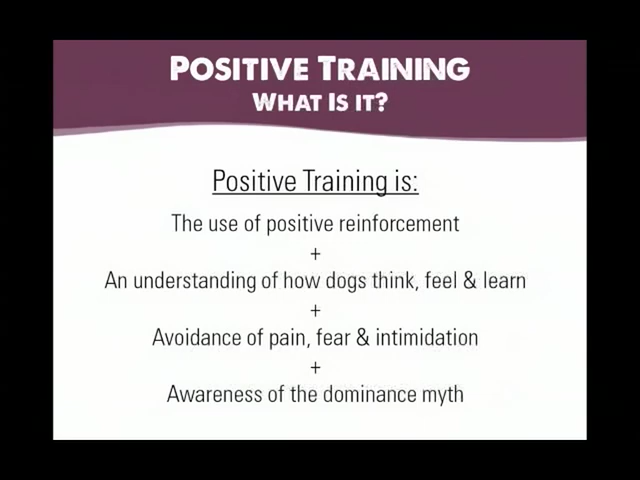 POSITIVE TRAINING
WHAT IS IT?
Positive Training is:
The use of positive reinforcement
+
An understanding of how dogs think, feel & learn
+
Avoidance of pain, fear & intimidation
+
Awareness of the dominance myth